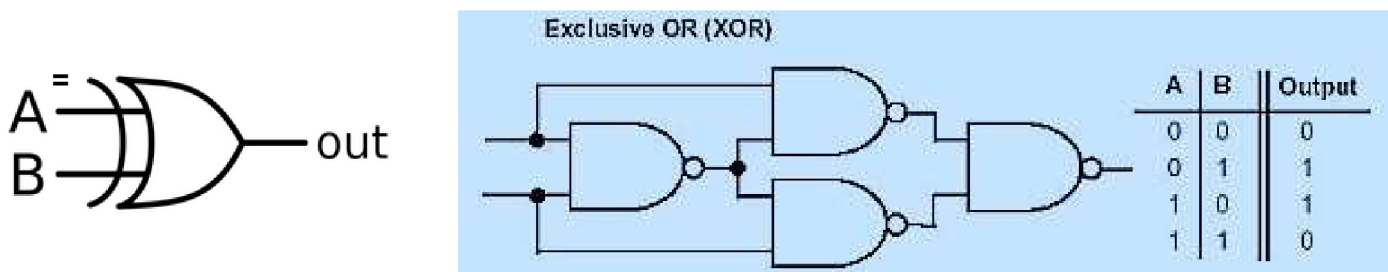 A =
B
out
Exclusive OR (XOR)
A B Output
0 0 0
0 1 1
1 0 1
1 1 0